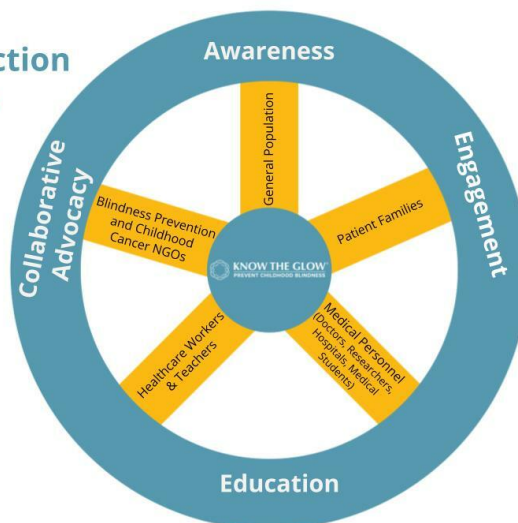 ction
Awareness
Engagement
Education
Collaborative
Advocacy
General Population
Patient Families
Medical Personnel
(Doctors, Researchers,
Hospitals, Medical
Students)
Healthcare Workers
& Teachers
Blindness Prevention
and Childhood
Cancer NGOs
KNOW THE GLOW
PREVENT CHILDHOOD BLINDNESS